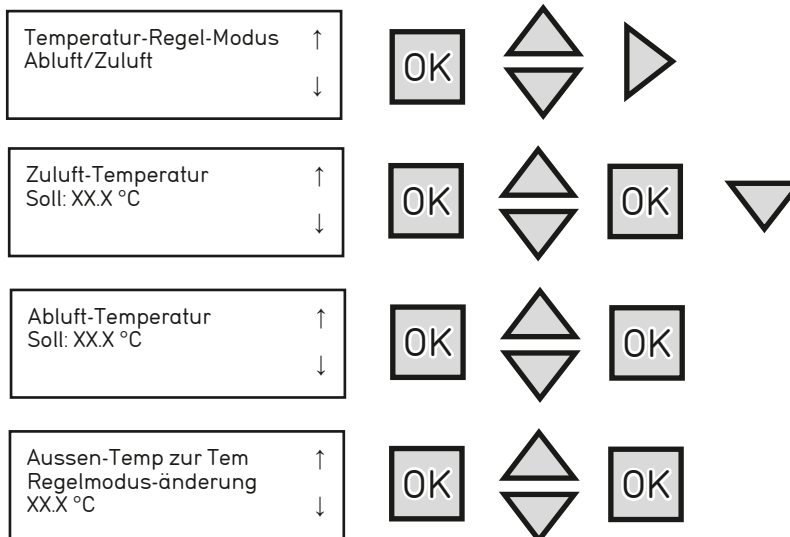 Temperatur-Regel-Modus ↑
Abluft/Zuluft
↓
OK
Zuluft-Temperatur ↑
Soll: XX.X °C
↓
OK
OK
Abluft-Temperatur ↑
Soll: XX.X °C
↓
OK
OK
Aussen-Temp zur Tem ↑
Regelmodus-änderung
XX.X °C ↓
OK
OK